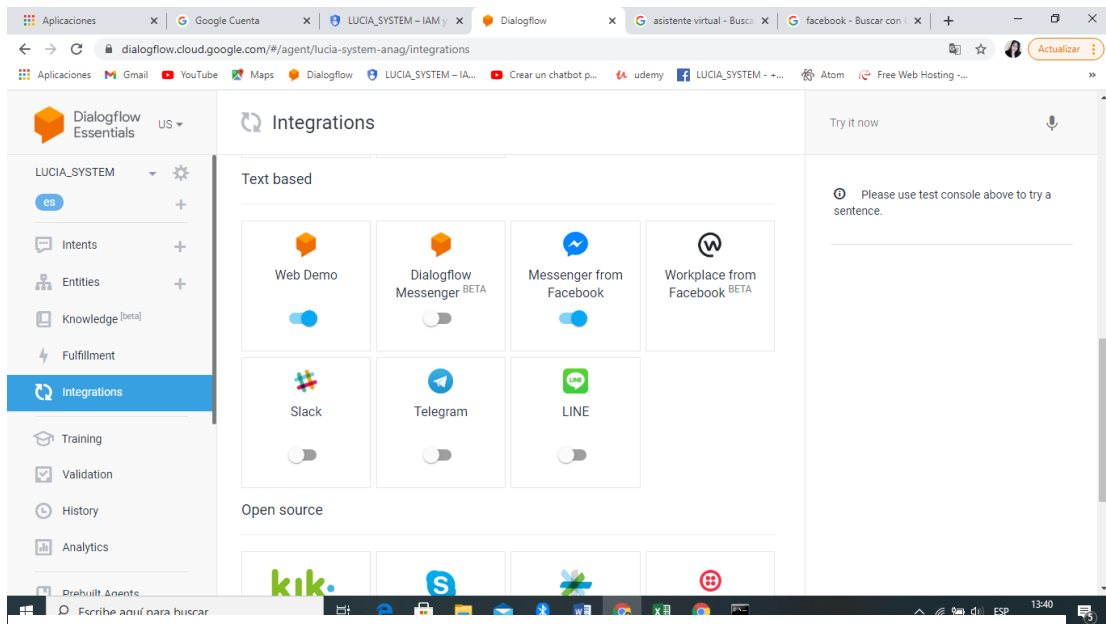 Aplicaciones
Google Cuenta
LUCIA_SYSTEM – IAM y
Dialogflow
asistente virtual - Busca
facebook - Buscar con
dialogflow.cloud.google.com/#/agent/lucia-system-anag/integrations
Actualizar
Aplicaciones
Gmail
YouTube
Maps
Dialogflow
LUCIA_SYSTEM – IA...
Crear un chatbot p...
udemy
LUCIA_SYSTEM - +...
Atom
Free Web Hosting -...
»
Dialogflow
Essentials
US
Integrations
Try it now
LUCIA_SYSTEM
es
Intents
Entities
Knowledge [beta]
Fulfillment
Integrations
Training
Validation
History
Analytics
Prebuilt Agents
Text based
Web Demo
Dialogflow
Messenger BETA
Messenger from
Facebook
Workplace from
Facebook BETA
Slack
Telegram
LINE
Open source
kik
Please use test console above to try a
sentence.
Escribe aquí para buscar
ESP
13:40
5